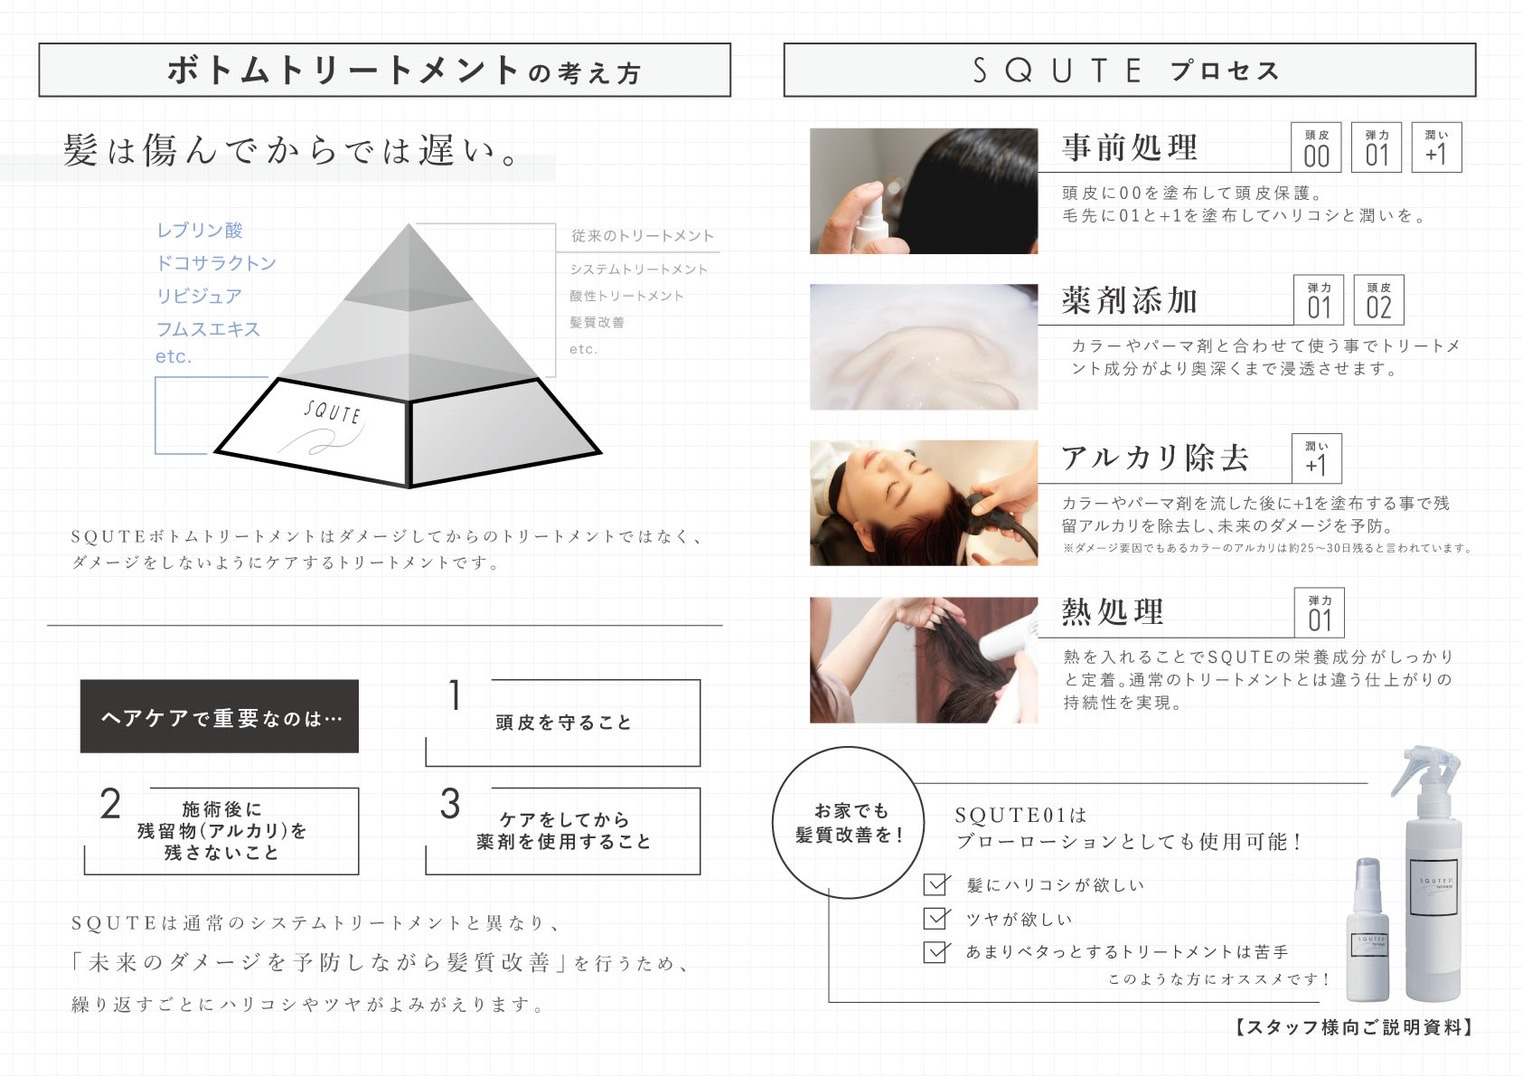 ボトムトリートメントの考え方
髪は傷んでからでは遅い。
レブリン酸
ドコサラクトン
リビジュア
フムスエキス
etc.
従来のトリートメント
システムトリートメント
酸性トリートメント
髪質改善
etc.
SQUTE
SQUTEボトムトリートメントはダメージしてからのトリートメントではなく、
ダメージをしないようにケアするトリートメントです。
ヘアケアで重要なのは…
1
頭皮を守ること
2
施術後に
残留物(アルカリ)を
残さないこと
3
ケアをしてから
薬剤を使用すること
SQUTEは通常のシステムトリートメントと異なり、
「未来のダメージを予防しながら髪質改善」を行うため、
繰り返すごとにハリコシやツヤがよみがえります。
SQUTE プロセス
事前処理
頭皮 00
弾力 01
潤い +1
頭皮に00を塗布して頭皮保護。
毛先に01と+1を塗布してハリコシと潤いを。
薬剤添加
弾力 01
頭皮 02
カラーやパーマ剤と合わせて使う事でトリートメ
ント成分がより奥深くまで浸透させます。
アルカリ除去
潤い +1
カラーやパーマ剤を流した後に+1を塗布する事で残
留アルカリを除去し、未来のダメージを予防。
※ダメージ要因でもあるカラーのアルカリは約25〜30日残ると言われています。
熱処理
弾力 01
熱を入れることでSQUTEの栄養成分がしっかり
と定着。通常のトリートメントとは違う仕上がりの
持続性を実現。
お家でも
髪質改善を！
SQUTE01は
ブローローションとしても使用可能！
髪にハリコシが欲しい
ツヤが欲しい
あまりベタっとするトリートメントは苦手
このような方にオススメです！
SQUTE 01
SQUTE
【スタッフ様向ご説明資料】